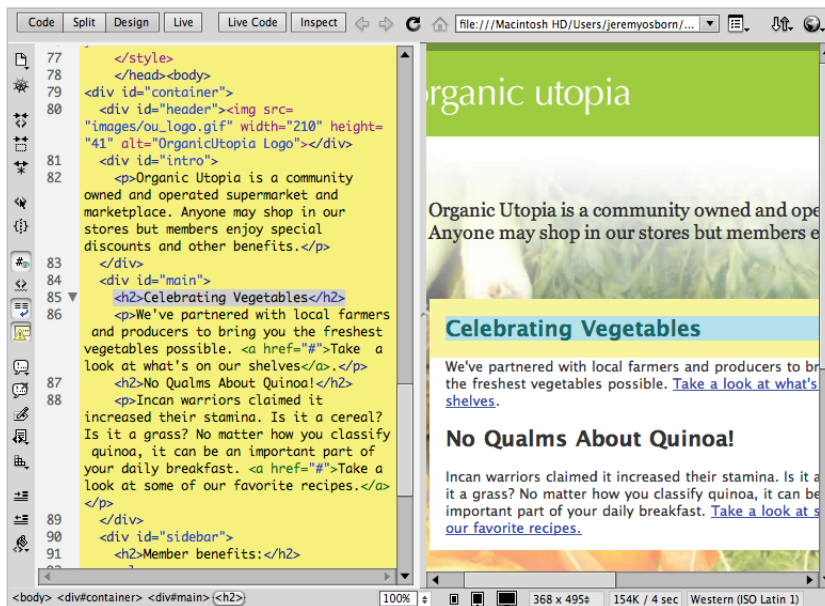 Code Split Design Live Live Code Inspect file:///Macintosh HD/Users/jeremyosborn/...
77 </style>
78 </head><body>
79 <div id="container">
80 <div id="header"><img src=
"images/ou_logo.gif" width="210" height=
"41" alt="OrganicUtopia Logo"></div>
81 <div id="intro">
82 <p>Organic Utopia is a community
owned and operated supermarket and
marketplace. Anyone may shop in our
stores but members enjoy special
discounts and other benefits.</p>
83 </div>
84 <div id="main">
85 <h2>Celebrating Vegetables</h2>
86 <p>We've partnered with local farmers
and producers to bring you the freshest
vegetables possible. <a href="#">Take a
look at what's on our shelves</a>.</p>
87 <h2>No Qualms About Quinoa!</h2>
88 <p>Incan warriors claimed it
increased their stamina. Is it a cereal?
Is it a grass? No matter how you classify
quinoa, it can be an important part of
your daily breakfast. <a href="#">Take a
look at some of our favorite recipes.</a>
</p>
89 </div>
90 <div id="sidebar">
91 <h2>Member benefits:</h2>
rganic utopia
Organic Utopia is a community owned and ope
Anyone may shop in our stores but members e
Celebrating Vegetables
We've partnered with local farmers and producers to br
the freshest vegetables possible. Take a look at what's
shelves.
No Qualms About Quinoa!
Incan warriors claimed it increased their stamina. Is it a
it a grass? No matter how you classify quinoa, it can be
important part of your daily breakfast. Take a look at s
our favorite recipes.
<body> <div#container> <div#main> <h2> 100% 368 x 495 154K / 4 sec Western (ISO Latin 1)